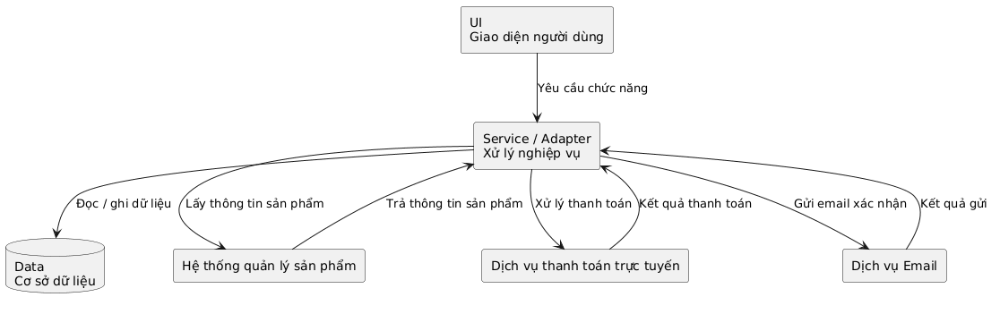 UI
Giao diện người dùng
Yêu cầu chức năng
Service / Adapter
Xử lý nghiệp vụ
Đọc / ghi dữ liệu
Lấy thông tin sản phẩm
Trả thông tin sản phẩm
Xử lý thanh toán
Kết quả thanh toán
Gửi email xác nhận
Kết quả gửi
Data
Cơ sở dữ liệu
Hệ thống quản lý sản phẩm
Dịch vụ thanh toán trực tuyến
Dịch vụ Email